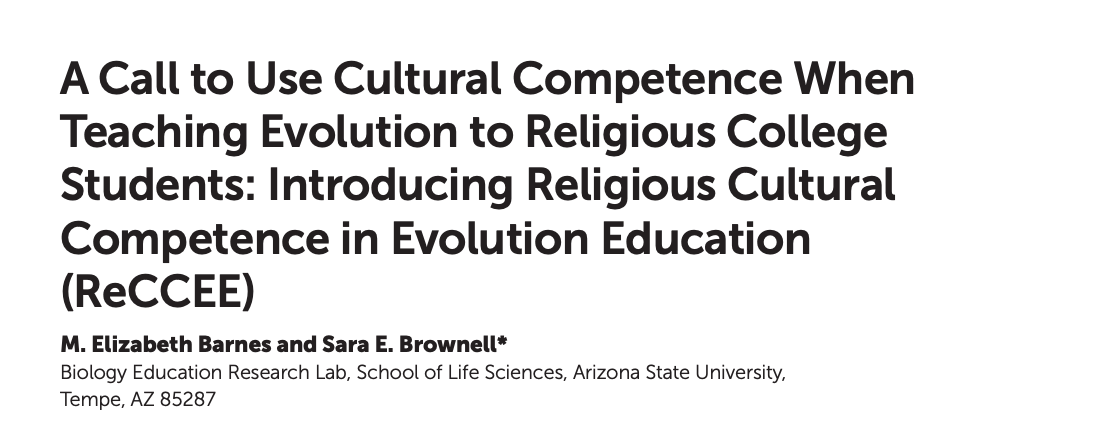 A Call to Use Cultural Competence When
Teaching Evolution to Religious College
Students: Introducing Religious Cultural
Competence in Evolution Education
(ReCCEE)
M. Elizabeth Barnes and Sara E. Brownell*
Biology Education Research Lab, School of Life Sciences, Arizona State University,
Tempe, AZ 85287